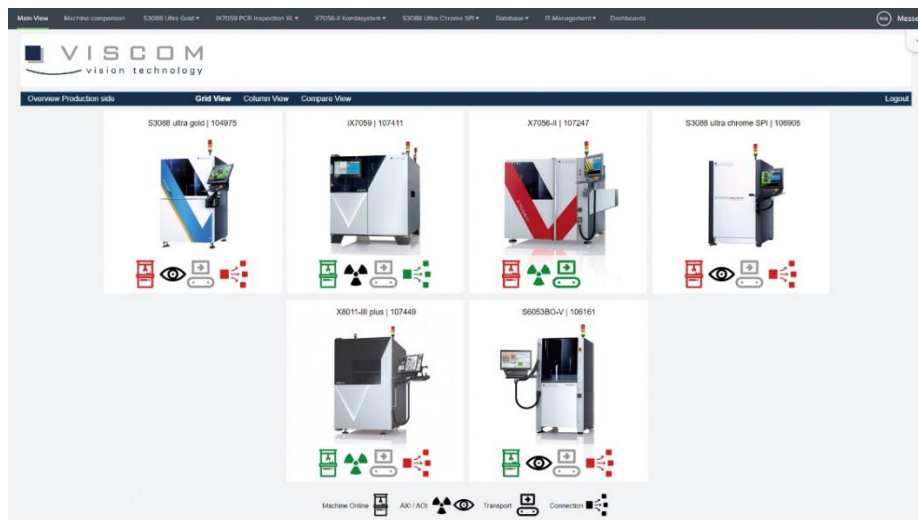 Main View Machine comparison S3088 Ultra Gold IX7059 PCR Inspection XL X7056-II Kombisystem S3088 Ultra Chrome SPI Database IT-Management Dashboards Messe
VISCOM
vision technology
Overview Production side Grid View Column View Compare View Logout
S3088 ultra gold | 104975 iX7059 | 107411 X7056-II | 107247 S3088 ultra chrome SPI | 106905
X8011-III plus | 107449 S6053BO-V | 106161
Machine Online AXI / AOI Transport Connection